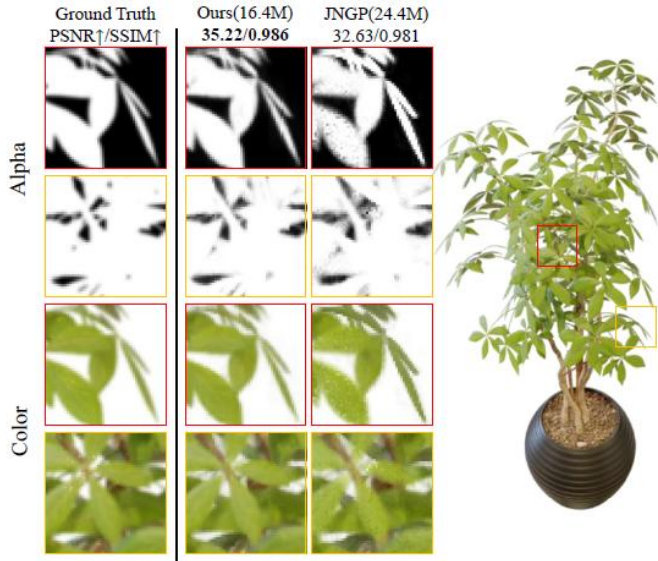 Ground Truth
PSNR↑/SSIM↑
Ours(16.4M)
35.22/0.986
JNGP(24.4M)
32.63/0.981
Alpha
Color